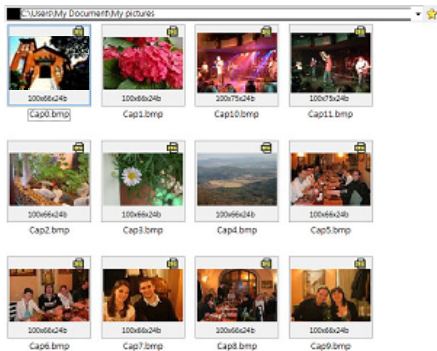 C:\Users\My Document\My pictures
100x66x24b
100x66x24b
100x75x24b
100x75x24b
Cap0.bmp
Cap1.bmp
Cap10.bmp
Cap11.bmp
100x66x24b
100x66x24b
100x66x24b
100x66x24b
Cap2.bmp
Cap3.bmp
Cap4.bmp
Cap5.bmp
100x66x24b
100x66x24b
100x66x24b
100x66x24b
Cap6.bmp
Cap7.bmp
Cap8.bmp
Cap9.bmp